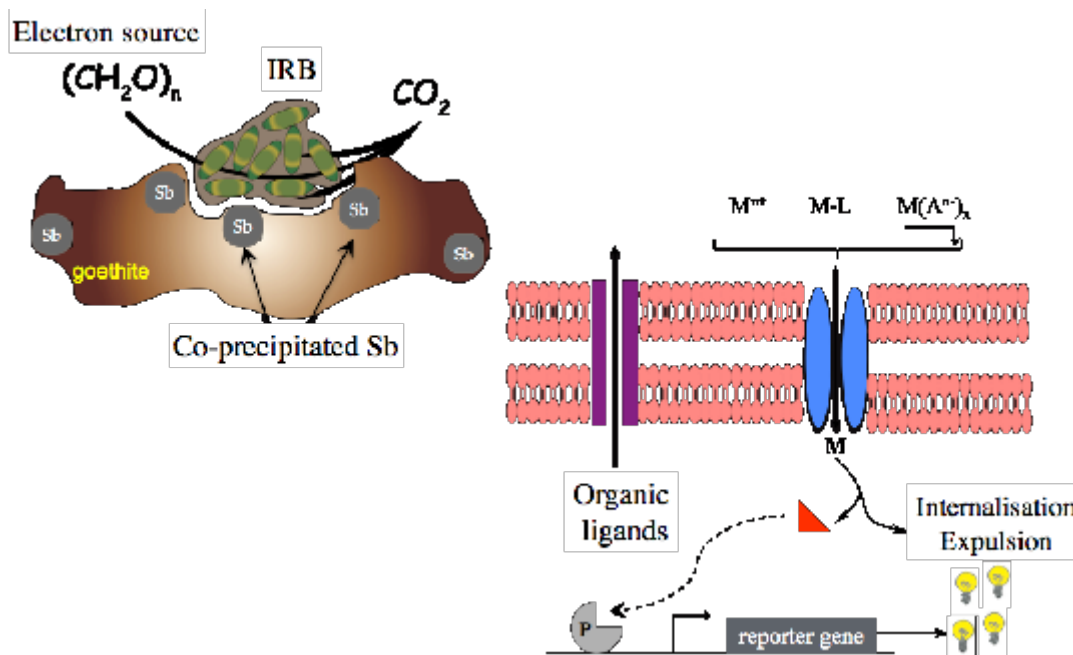 Electron source
(CH₂O)ₙ
IRB
CO₂
Sb
Sb
Sb
Sb
Sb
goethite
Co-precipitated Sb
M-L
M
Organic
ligands
Internalisation
Expulsion
P
reporter gene